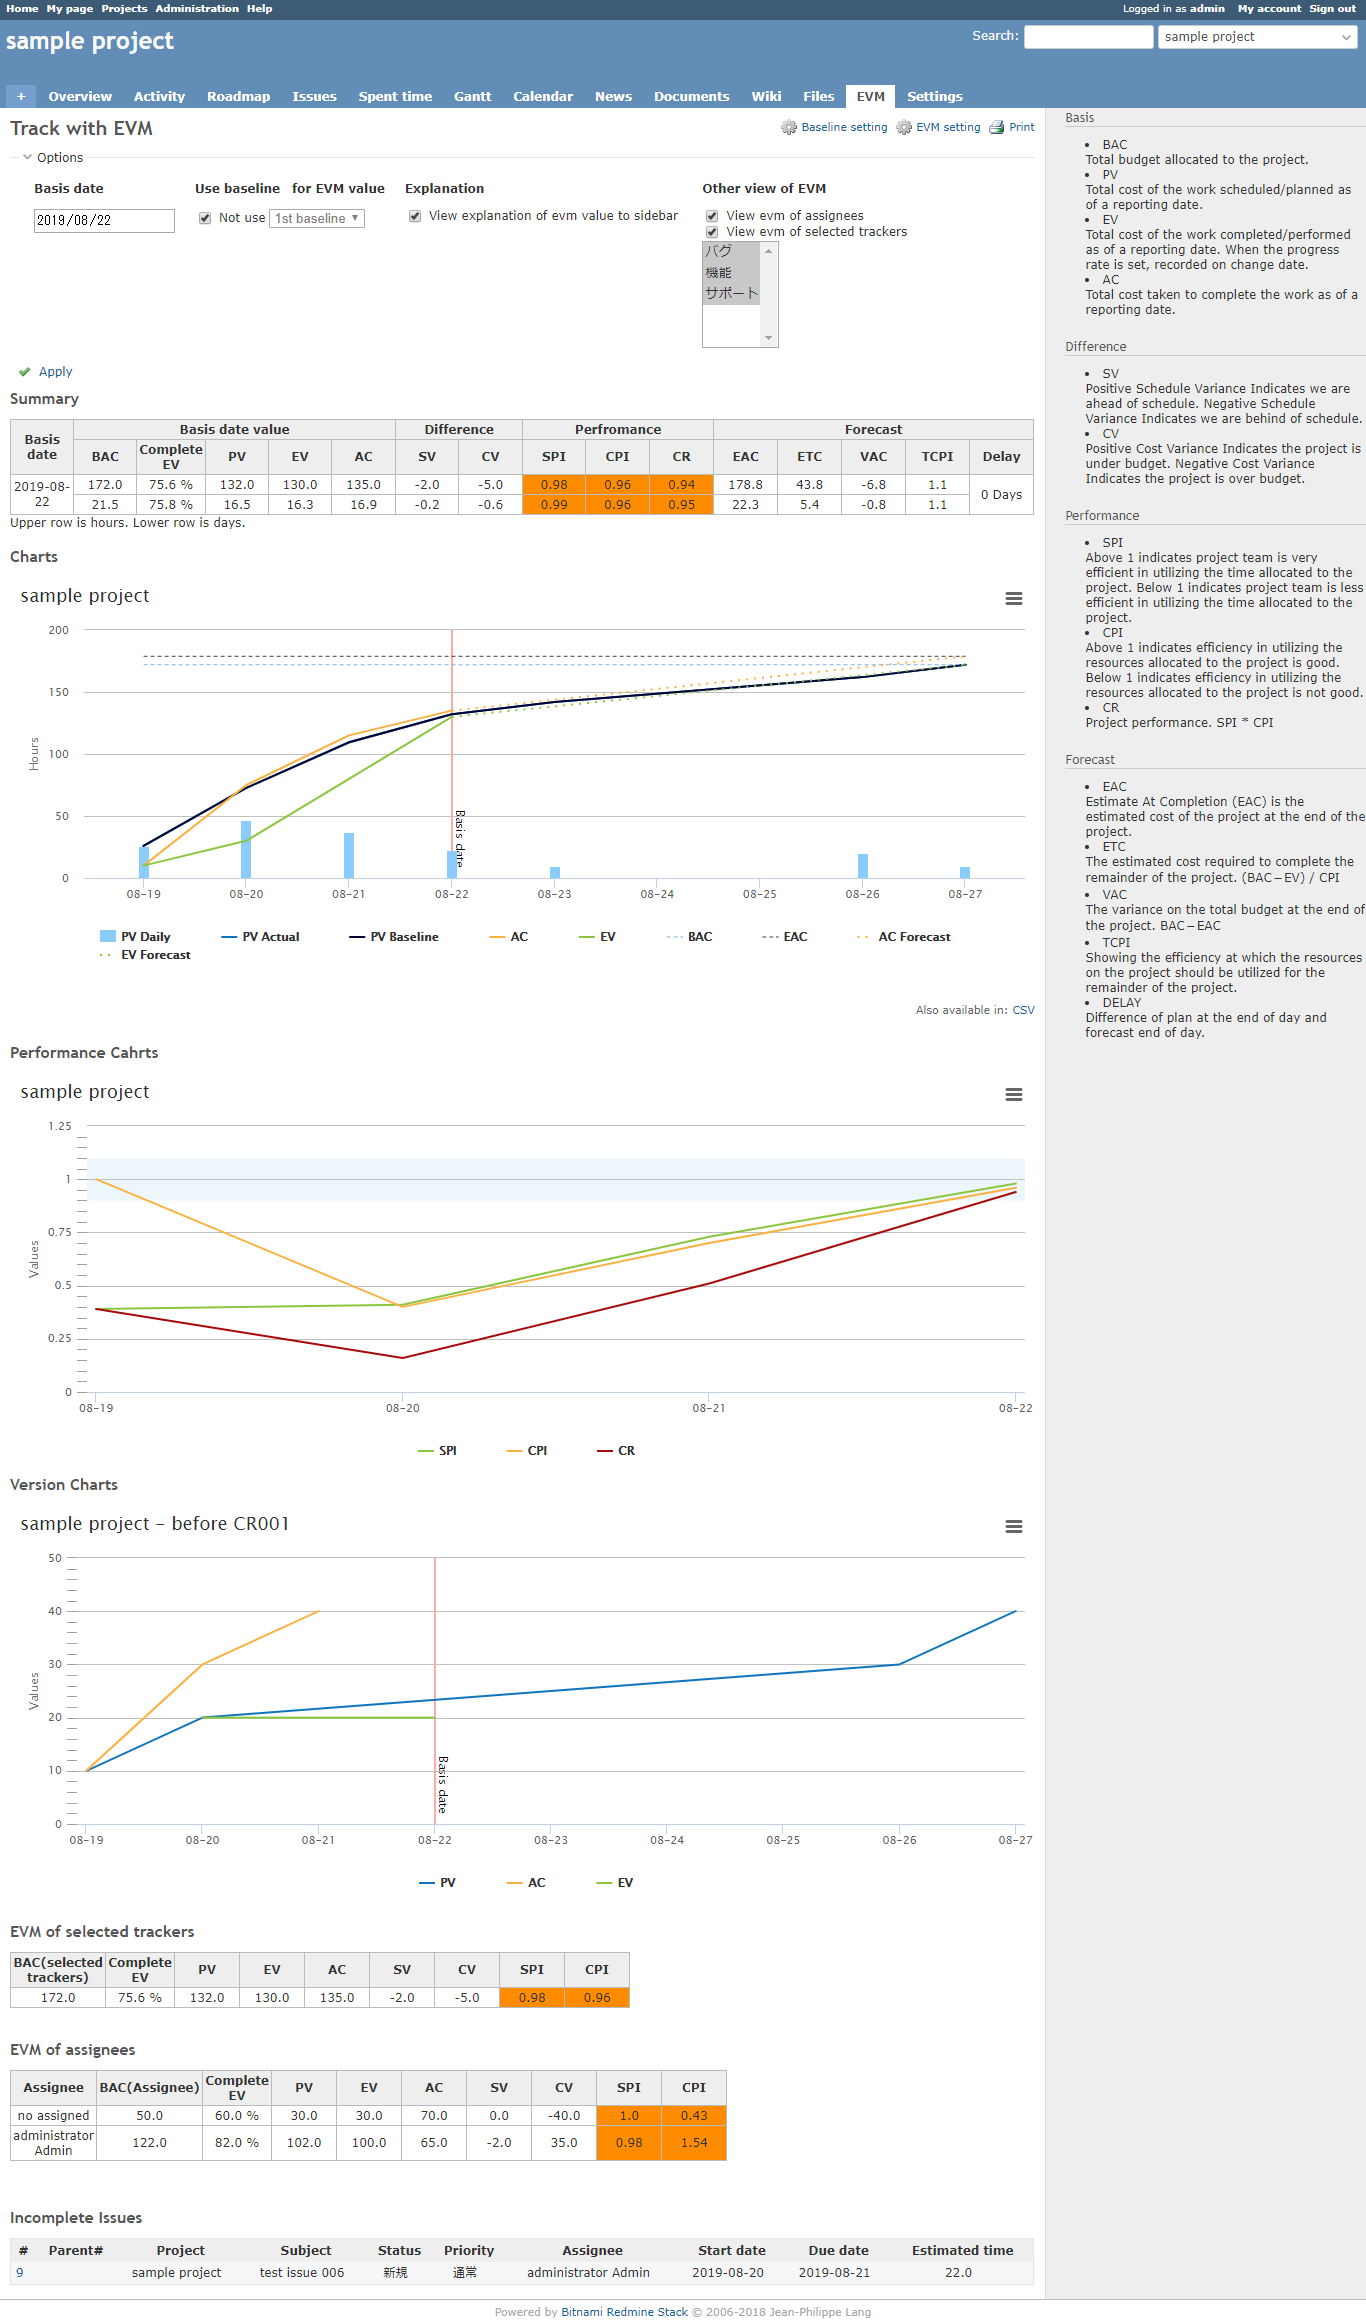 Home My page Projects Administration Help
Logged in as admin My account Sign out
sample project
Search:
sample project
+ Overview Activity Roadmap Issues Spent time Gantt Calendar News Documents Wiki Files EVM Settings
Track with EVM
Baseline setting EVM setting Print
Options
Basis date
Use baseline for EVM value
Explanation
Other view of EVM
2019/08/22
Not use 1st baseline
View explanation of evm value to sidebar
View evm of assignees
View evm of selected trackers
バグ
機能
サポート
Apply
Summary
Basis date
Basis date value Difference Perfromance Forecast
BAC Complete EV PV EV AC SV CV SPI CPI CR EAC ETC VAC TCPI Delay
2019-08-22 172.0 75.6 % 132.0 130.0 135.0 -2.0 -5.0 0.98 0.96 0.94 178.8 43.8 -6.8 1.1 0 Days
21.5 75.8 % 16.5 16.3 16.9 -0.2 -0.6 0.99 0.96 0.95 22.3 5.4 -0.8 1.1
Upper row is hours. Lower row is days.
Charts
sample project
200
150
100
50
0
Hours
Basis date
08-19 08-20 08-21 08-22 08-23 08-24 08-25 08-26 08-27
PV Daily PV Actual PV Baseline AC EV BAC EAC AC Forecast
EV Forecast
Also available in: CSV
Performance Cahrts
sample project
1.25
1
0.75
0.5
0.25
0
Values
08-19 08-20 08-21 08-22
SPI CPI CR
Version Charts
sample project - before CR001
50
40
30
20
10
0
Values
Basis date
08-19 08-20 08-21 08-22 08-23 08-24 08-25 08-26 08-27
PV AC EV
EVM of selected trackers
BAC(selected trackers) Complete EV PV EV AC SV CV SPI CPI
172.0 75.6 % 132.0 130.0 135.0 -2.0 -5.0 0.98 0.96
EVM of assignees
Assignee BAC(Assignee) Complete EV PV EV AC SV CV SPI CPI
no assigned 50.0 60.0 % 30.0 30.0 70.0 0.0 -40.0 1.0 0.43
administrator Admin 122.0 82.0 % 102.0 100.0 65.0 -2.0 35.0 0.98 1.54
Incomplete Issues
# Parent# Project Subject Status Priority Assignee Start date Due date Estimated time
9 sample project test issue 006 新規 通常 administrator Admin 2019-08-20 2019-08-21 22.0
Basis
• BAC
Total budget allocated to the project.
• PV
Total cost of the work scheduled/planned as
of a reporting date.
• EV
Total cost of the work completed/performed
as of a reporting date. When the progress
rate is set, recorded on change date.
• AC
Total cost taken to complete the work as of a
reporting date.
Difference
• SV
Positive Schedule Variance Indicates we are
ahead of schedule. Negative Schedule
Variance Indicates we are behind of schedule.
• CV
Positive Cost Variance Indicates the project is
under budget. Negative Cost Variance
Indicates the project is over budget.
Performance
• SPI
Above 1 indicates project team is very
efficient in utilizing the time allocated to the
project. Below 1 indicates project team is less
efficient in utilizing the time allocated to the
project.
• CPI
Above 1 indicates efficiency in utilizing the
resources allocated to the project is good.
Below 1 indicates efficiency in utilizing the
resources allocated to the project is not good.
• CR
Project performance. SPI * CPI
Forecast
• EAC
Estimate At Completion (EAC) is the
estimated cost of the project at the end of the
project.
• ETC
The estimated cost required to complete the
remainder of the project. (BAC−EV) / CPI
• VAC
The variance on the total budget at the end of
the project. BAC−EAC
• TCPI
Showing the efficiency at which the resources
on the project should be utilized for the
remainder of the project.
• DELAY
Difference of plan at the end of day and
forecast end of day.
Powered by Bitnami Redmine Stack © 2006-2018 Jean-Philippe Lang